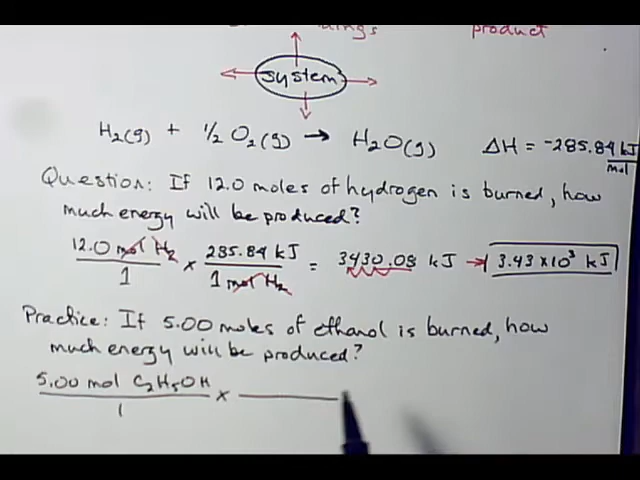 product
system
H₂(g) + ½ O₂(g) → H₂O(g) ΔH = -285.84 kJ/mol
Question: If 12.0 moles of hydrogen is burned, how
much energy will be produced?
12.0 mol H₂ / 1 × 285.84 kJ / 1 mol H₂ = 3430.08 kJ → 3.43 × 10³ kJ
Practice: If 5.00 moles of ethanol is burned, how
much energy will be produced?
5.00 mol C₂H₅OH / 1 ×